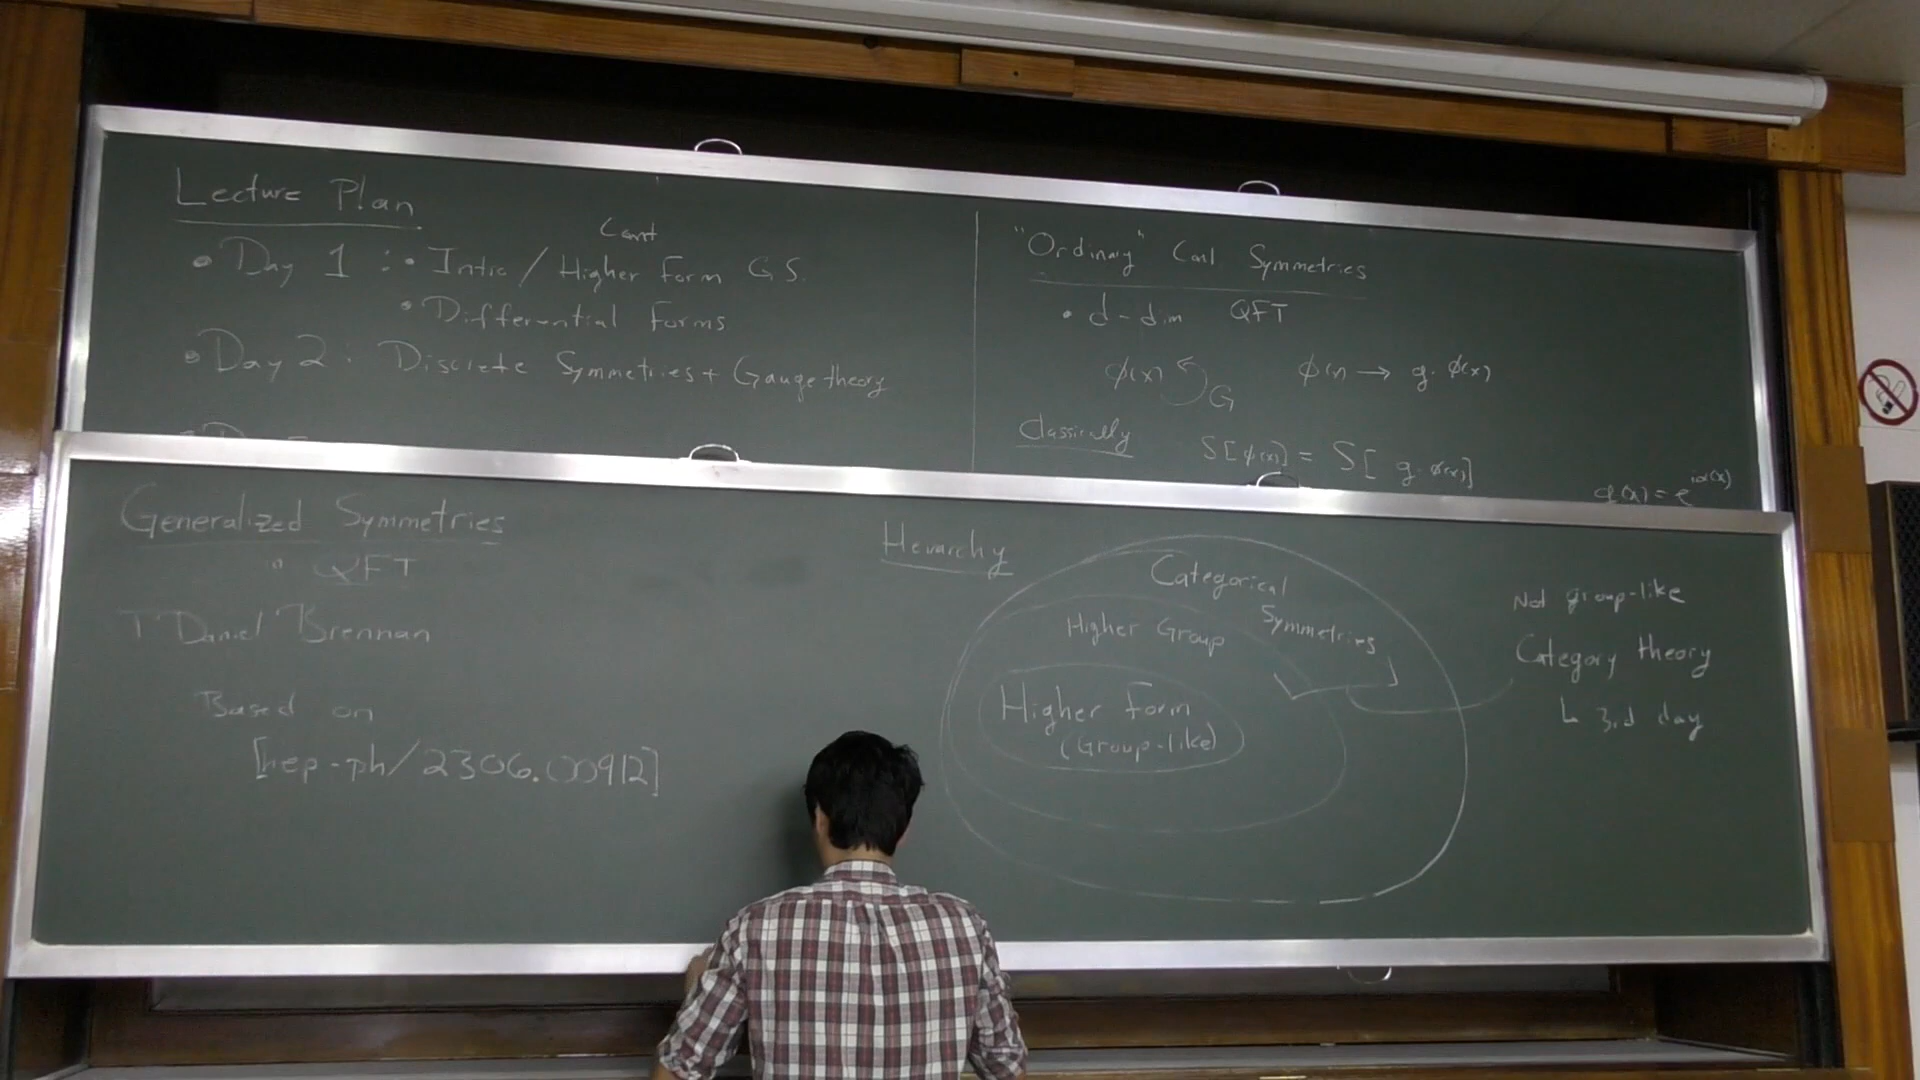 Lecture Plan
Cont
• Day 1 : • Intro / Higher Form G S.
• Differential Forms
• Day 2 : Discrete Symmetries + Gauge theory
"Ordinary" Symmetries
• d-dim QFT
ϕ(x) G ϕ(x) → g · ϕ(x)
Classically S[ϕ(x)] = S[g · ϕ(x)]
= e^{iα(x)}
Generalized Symmetries
in QFT
T Daniel Brennan
Based on
[hep-ph/2306.00912]
Heirarchy
Categorical
Symmetries
Higher Group
Higher Form
(Group-like)
Not group-like
Category theory
↳ 3rd day